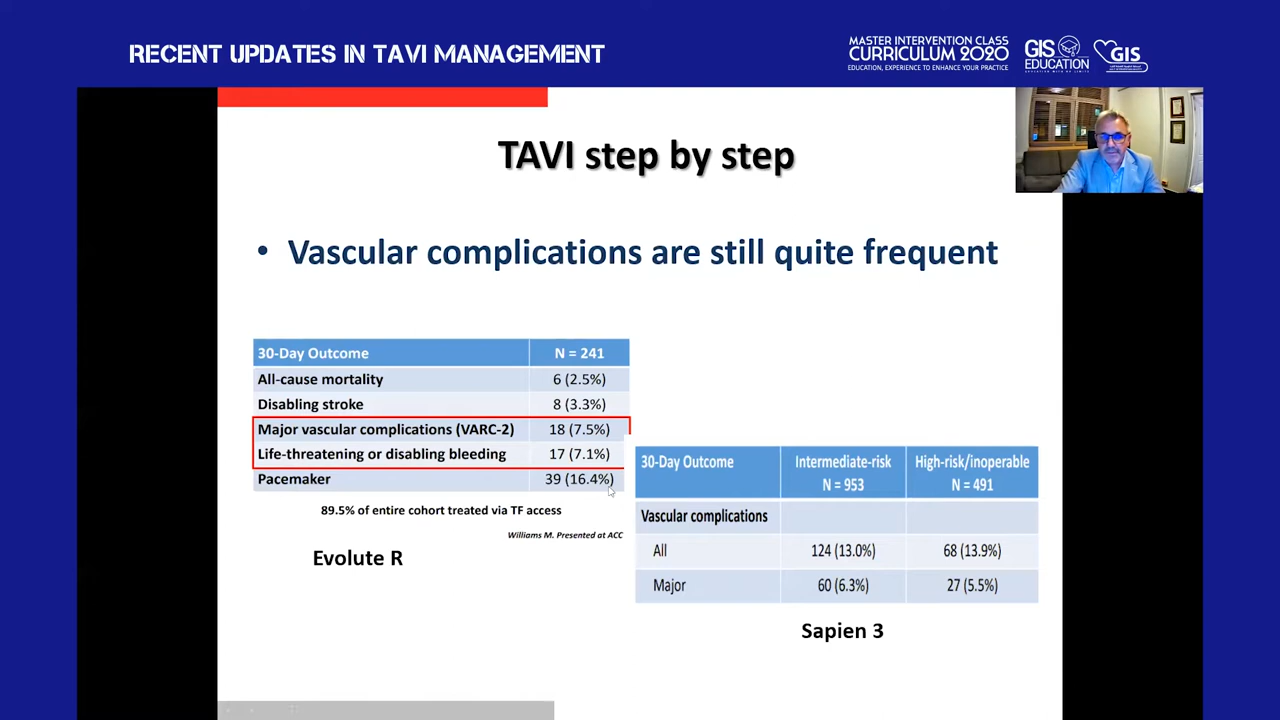 RECENT UPDATES IN TAVI MANAGEMENT
MASTER INTERVENTION CLASS
CURRICULUM 2020
EDUCATION, EXPERIENCE TO ENHANCE YOUR PRACTICE
GIS
EDUCATION
GIS
TAVI step by step
• Vascular complications are still quite frequent
30-Day Outcome N = 241
All-cause mortality 6 (2.5%)
Disabling stroke 8 (3.3%)
Major vascular complications (VARC-2) 18 (7.5%)
Life-threatening or disabling bleeding 17 (7.1%)
Pacemaker 39 (16.4%)
89.5% of entire cohort treated via TF access
Williams M. Presented at ACC
Evolute R
30-Day Outcome Intermediate-risk N = 953 High-risk/inoperable N = 491
Vascular complications
All 124 (13.0%) 68 (13.9%)
Major 60 (6.3%) 27 (5.5%)
Sapien 3